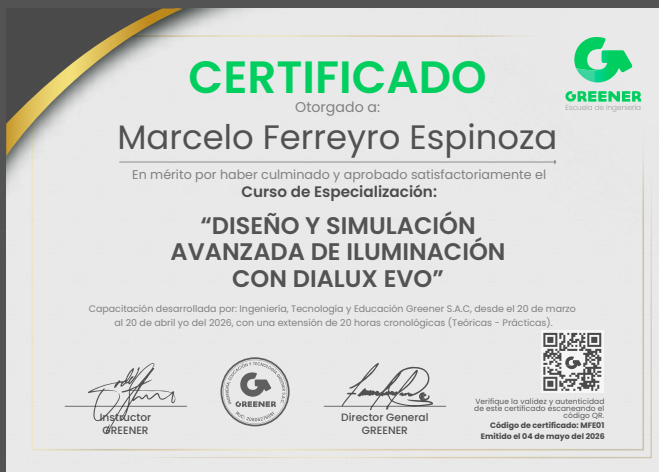 CERTIFICADO
Otorgado a:
GREENER
Escuela de Ingeniería
Marcelo Ferreyro Espinoza
En mérito por haber culminado y aprobado satisfactoriamente el
Curso de Especialización:
“DISEÑO Y SIMULACIÓN
AVANZADA DE ILUMINACIÓN
CON DIALUX EVO”
Capacitación desarrollada por: Ingeniería, Tecnología y Educación Greener S.A.C, desde el 20 de marzo
al 20 de abril yo del 2026, con una extensión de 20 horas cronológicas (Teóricas - Prácticas).
GREENER
Instructor
GREENER
Director General
GREENER
Verifique la validez y autenticidad
de este certificado escaneando el
código QR.
Código de certificado: MFE01
Emitido el 04 de mayo del 2026